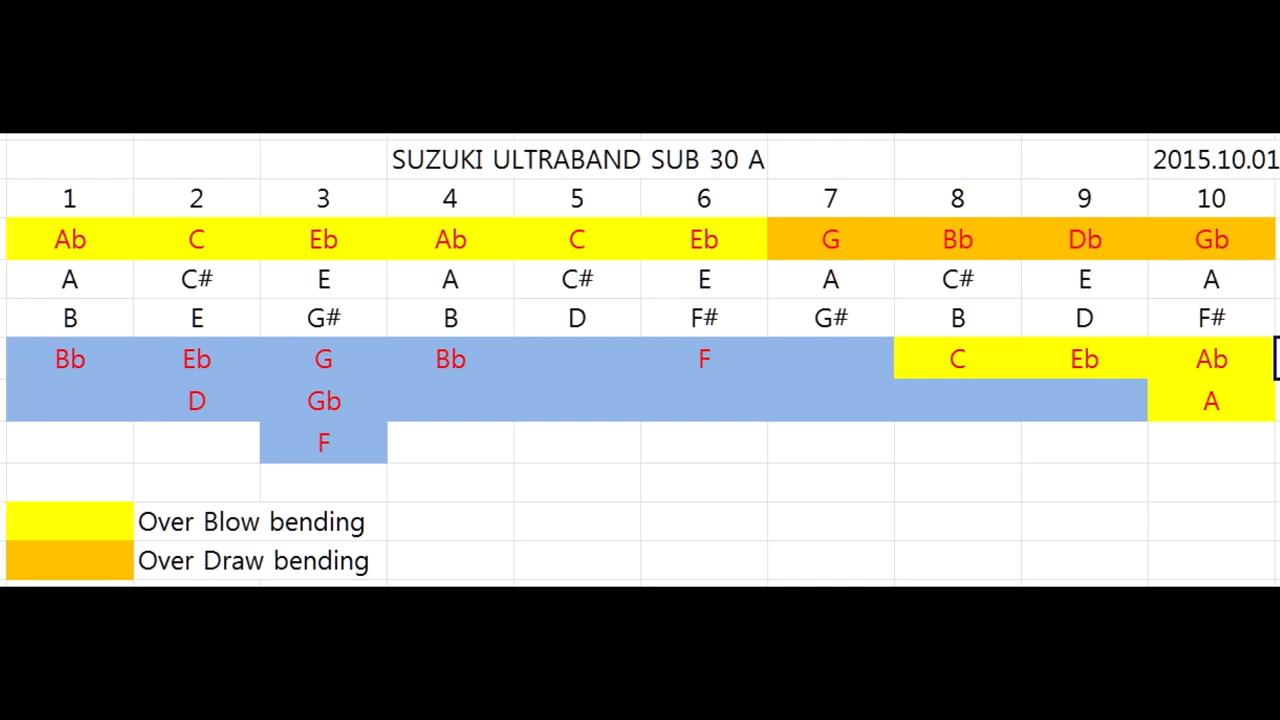 SUZUKI ULTRABAND SUB 30 A 2015.10.01
1 2 3 4 5 6 7 8 9 10
Ab C Eb Ab C Eb G Bb Db Gb
A C# E A C# E A C# E A
B E G# B D F# G# B D F#
Bb Eb G Bb F C Eb Ab
D Gb A
F
Over Blow bending
Over Draw bending